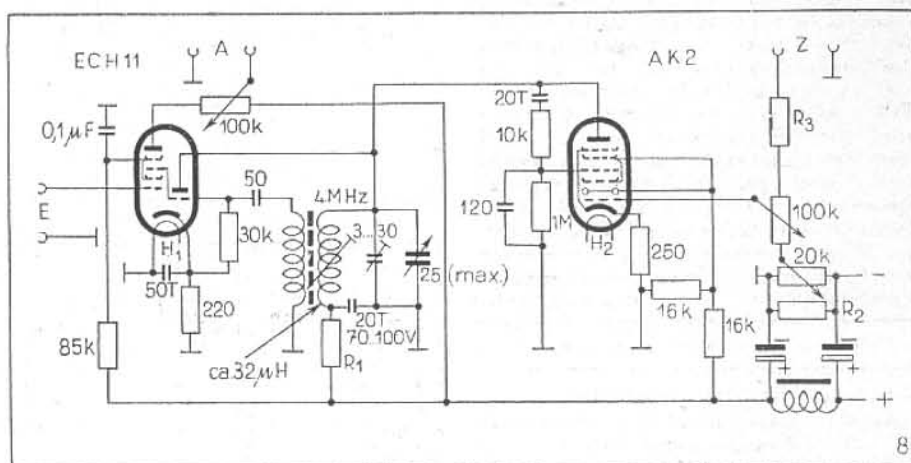 ECH11
A
AK2
Z
0,1µF
100k
20T
10k
R3
E
50
4MHz
3...30
120
1M
100k
H1
30k
H2
250
20k
50T
220
25 (max.)
R2
20T
70..100V
16k
16k
85k
R1
ca.32µH
8